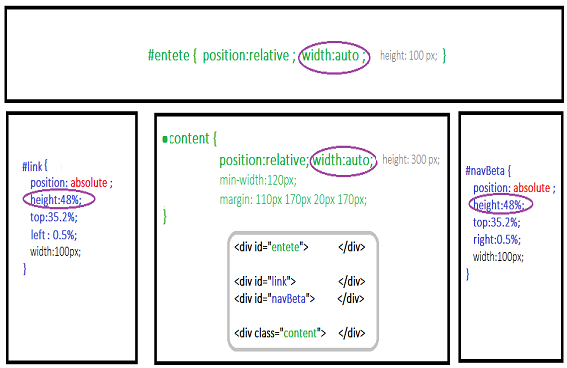 #entete { position:relative ; width:auto ; height: 100 px; }
#link {
position: absolute ;
height:48%;
top:35.2%;
left : 0.5%;
width:100px;
}
●content {
position:relative; width:auto; height: 300 px;
min-width:120px;
margin: 110px 170px 20px 170px;
}
<div id="entete"> </div>
<div id="link"> </div>
<div id="navBeta"> </div>
<div class="content"> </div>
#navBeta {
position: absolute ;
height:48%;
top:35.2%;
right:0.5%;
width:100px;
}